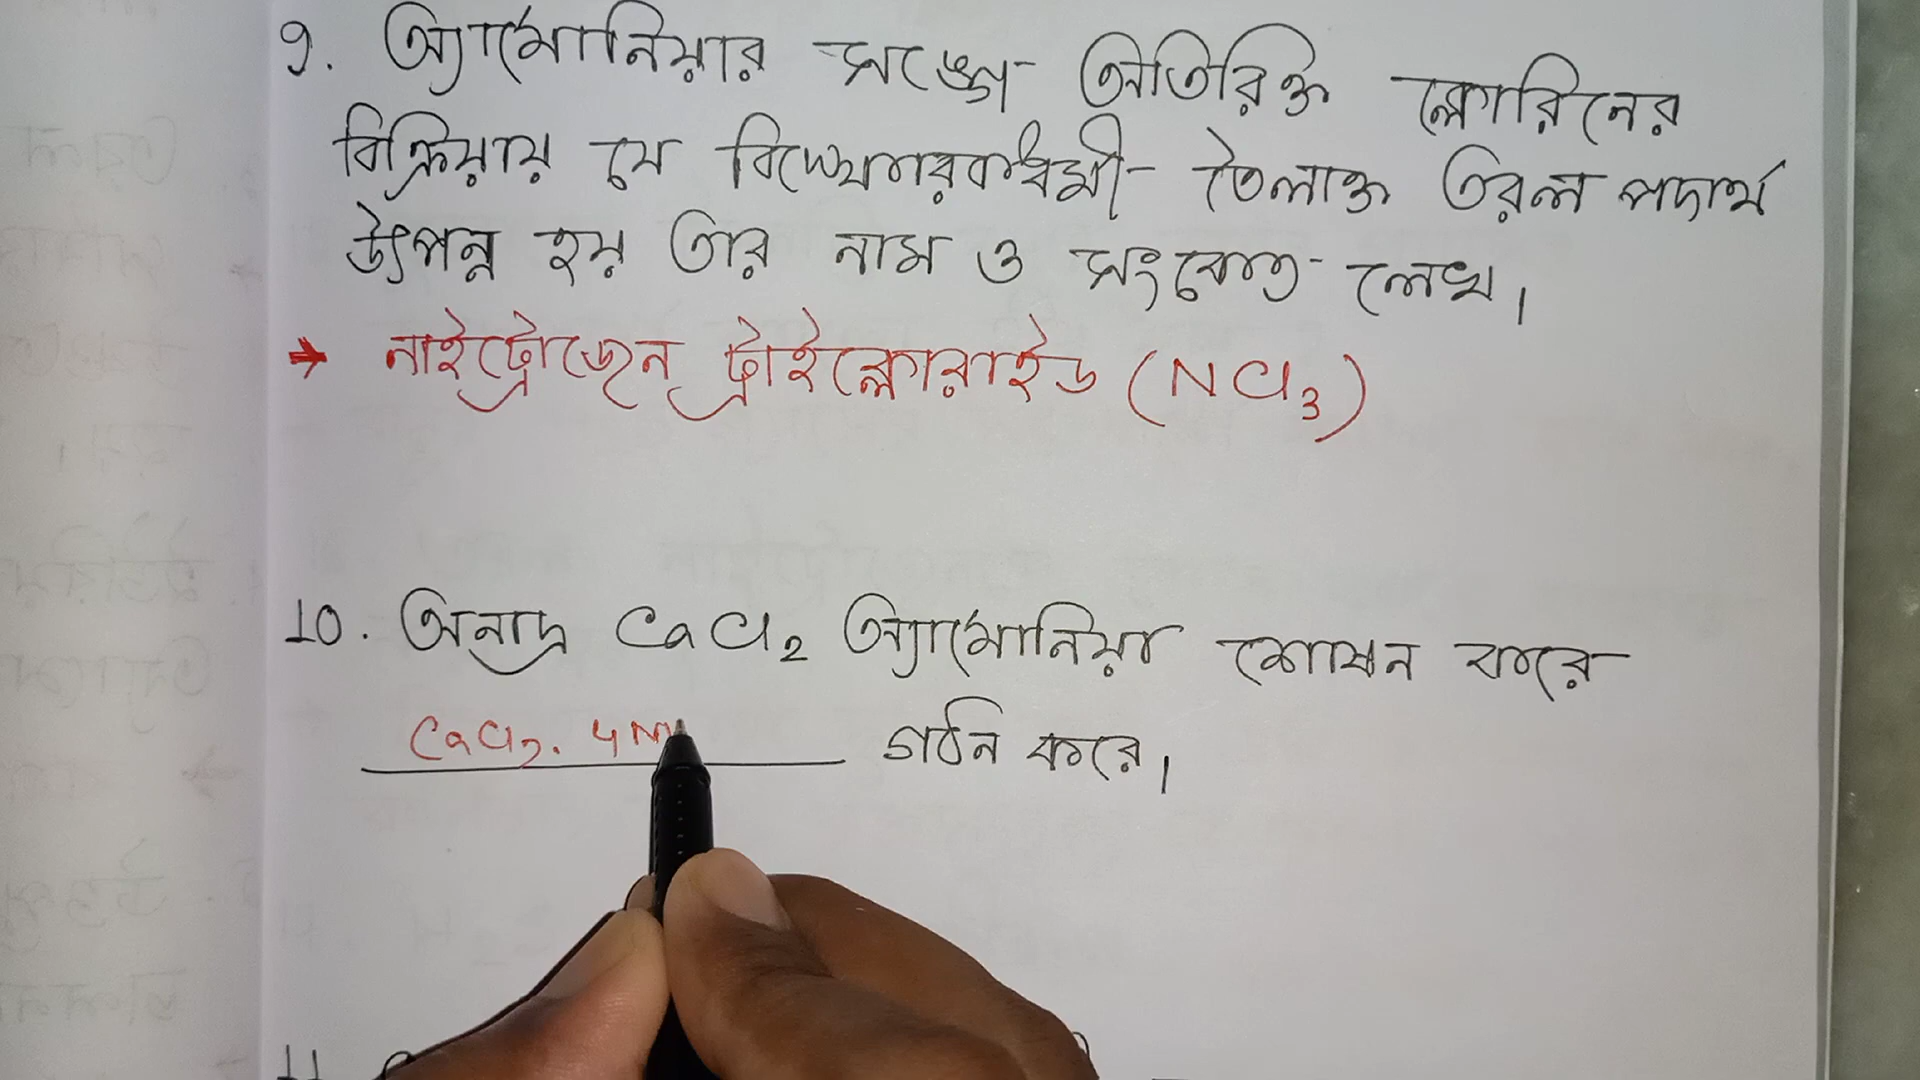 9. অ্যামোনিয়ার সঙ্গে অতিরিক্ত ক্লোরিনের
বিক্রিয়ায় যে বিস্ফোরকধর্মী তৈলাক্ত তরল পদার্থ
উৎপন্ন হয় তার নাম ও সংকেত লেখ।
→ নাইট্রোজেন ট্রাইক্লোরাইড (NCl₃)
10. অনার্দ্র CaCl₂ অ্যামোনিয়া শোষন করে
CaCl₂. 4N গঠন করে।
11